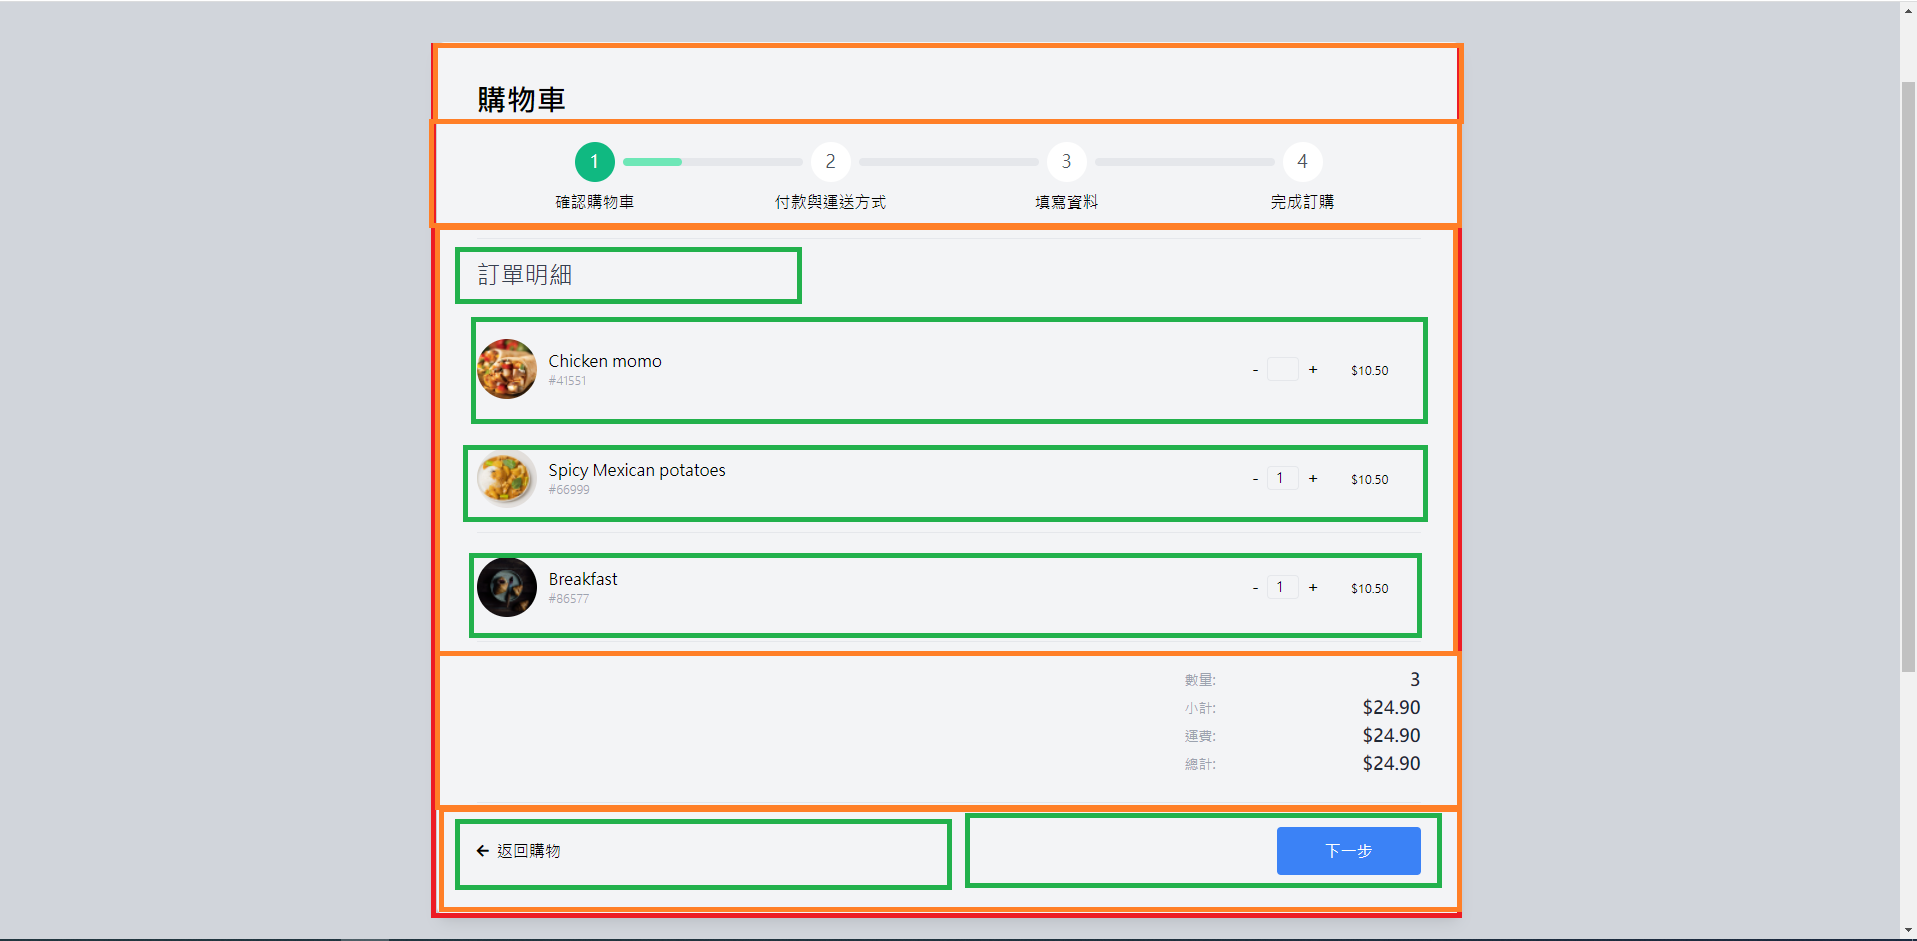 購物車
1 2 3 4
確認購物車 付款與運送方式 填寫資料 完成訂購
訂單明細
Chicken momo
#41551
- + $10.50
Spicy Mexican potatoes
#66999
- 1 + $10.50
Breakfast
#86577
- 1 + $10.50
數量: 3
小計: $24.90
運費: $24.90
總計: $24.90
← 返回購物 下一步